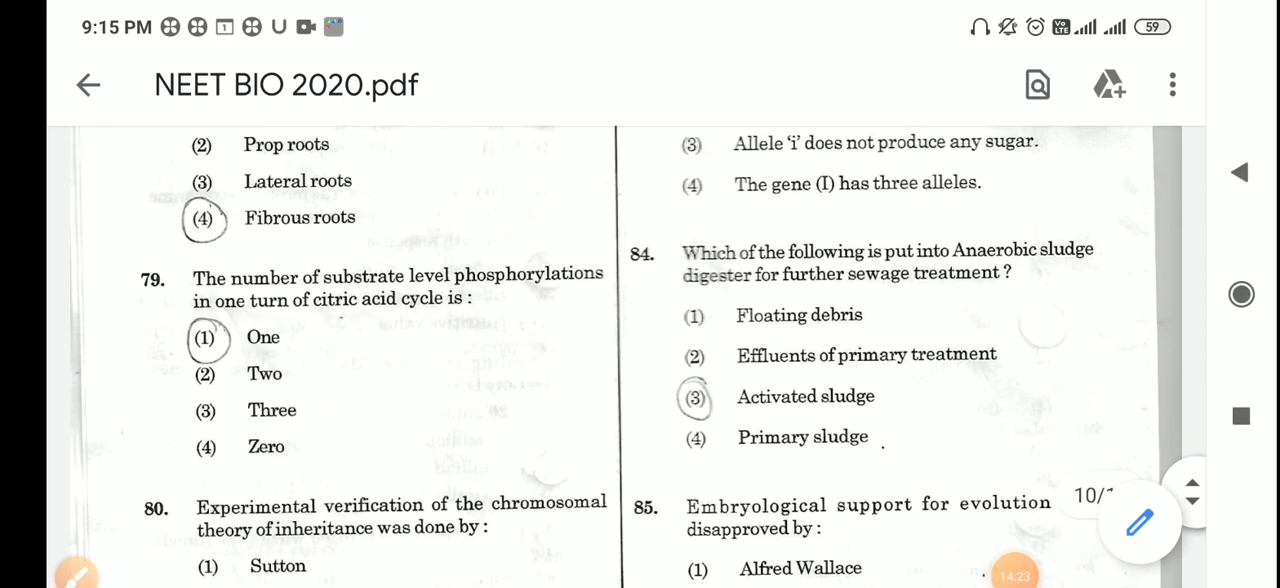 9:15 PM
59
NEET BIO 2020.pdf
(2) Prop roots
(3) Lateral roots
(4) Fibrous roots
79. The number of substrate level phosphorylations
in one turn of citric acid cycle is :
(1) One
(2) Two
(3) Three
(4) Zero
80. Experimental verification of the chromosomal
theory of inheritance was done by :
(1) Sutton
(3) Allele ‘i’ does not produce any sugar.
(4) The gene (I) has three alleles.
84. Which of the following is put into Anaerobic sludge
digester for further sewage treatment ?
(1) Floating debris
(2) Effluents of primary treatment
(3) Activated sludge
(4) Primary sludge
85. Embryological support for evolution
disapproved by :
(1) Alfred Wallace
10/
14:23